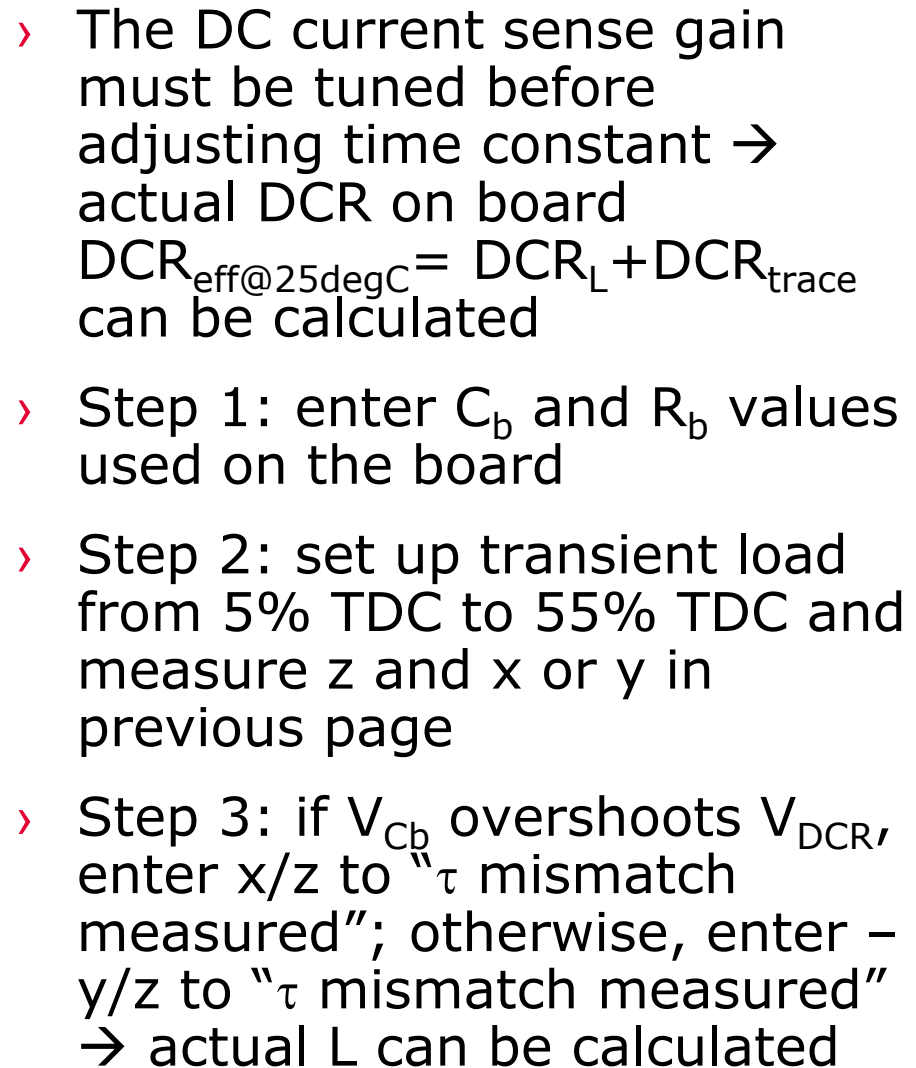 › The DC current sense gain
must be tuned before
adjusting time constant →
actual DCR on board
DCReff@25degC= DCRL+DCRtrace
can be calculated
› Step 1: enter Cb and Rb values
used on the board
› Step 2: set up transient load
from 5% TDC to 55% TDC and
measure z and x or y in
previous page
› Step 3: if VCb overshoots VDCR,
enter x/z to “τ mismatch
measured”; otherwise, enter –
y/z to “τ mismatch measured”
→ actual L can be calculated